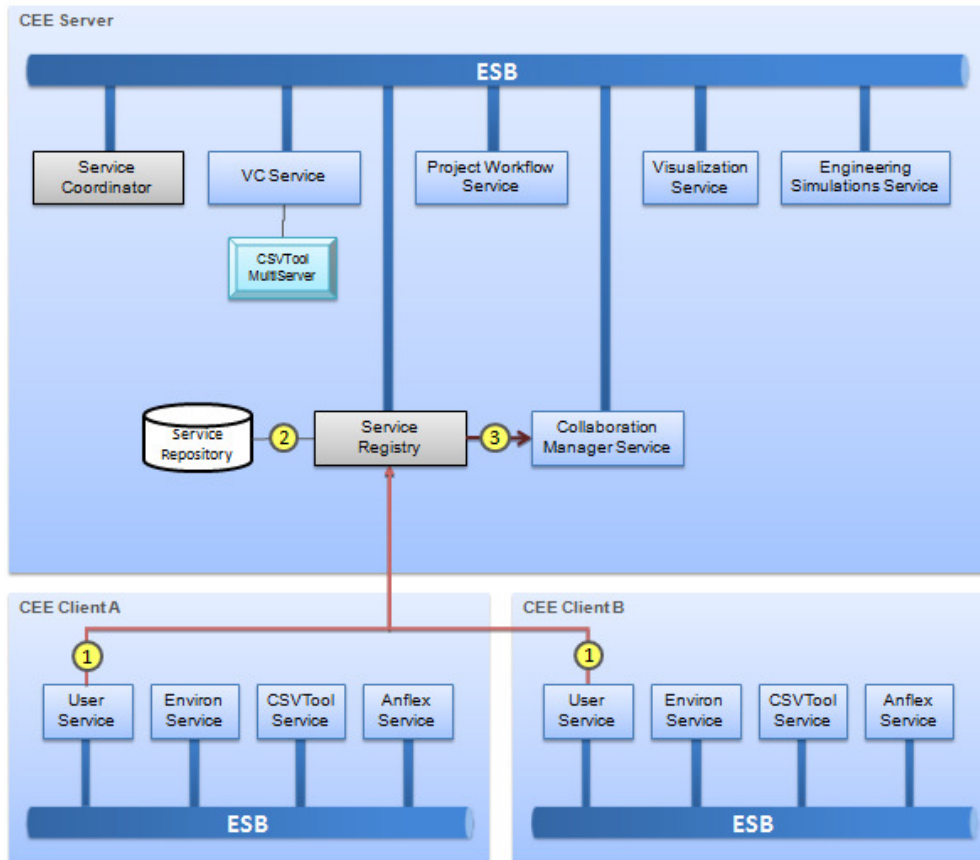 CEE Server
ESB
Service
Coordinator
VC Service
Project Workflow
Service
Visualization
Service
Engineering
Simulations Service
CSVTool
MultiServer
Service
Repository
2
Service
Registry
3
Collaboration
Manager Service
CEE Client A
1
User
Service
Environ
Service
CSVTool
Service
Anflex
Service
ESB
CEE Client B
1
User
Service
Environ
Service
CSVTool
Service
Anflex
Service
ESB